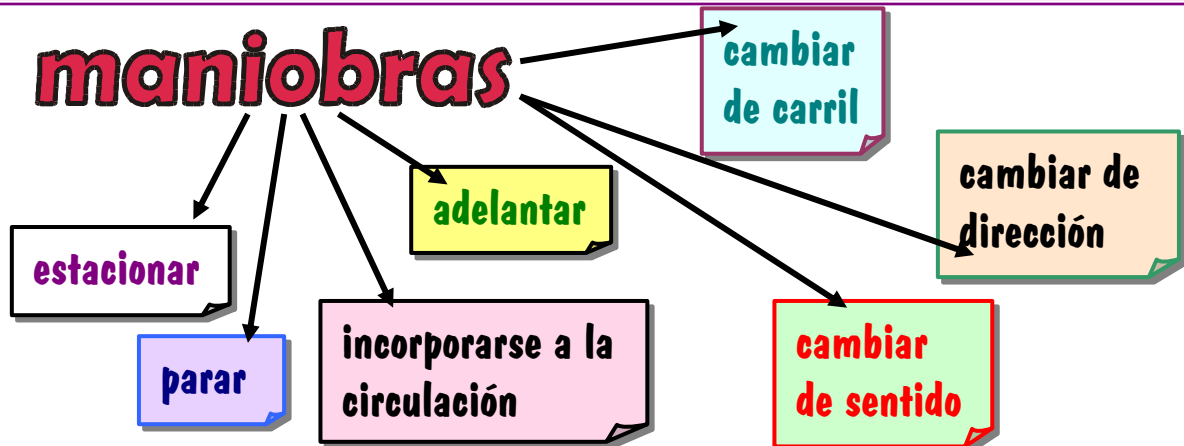 maniobras
cambiar
de carril
cambiar de
dirección
adelantar
estacionar
incorporarse a la
circulación
cambiar
de sentido
parar